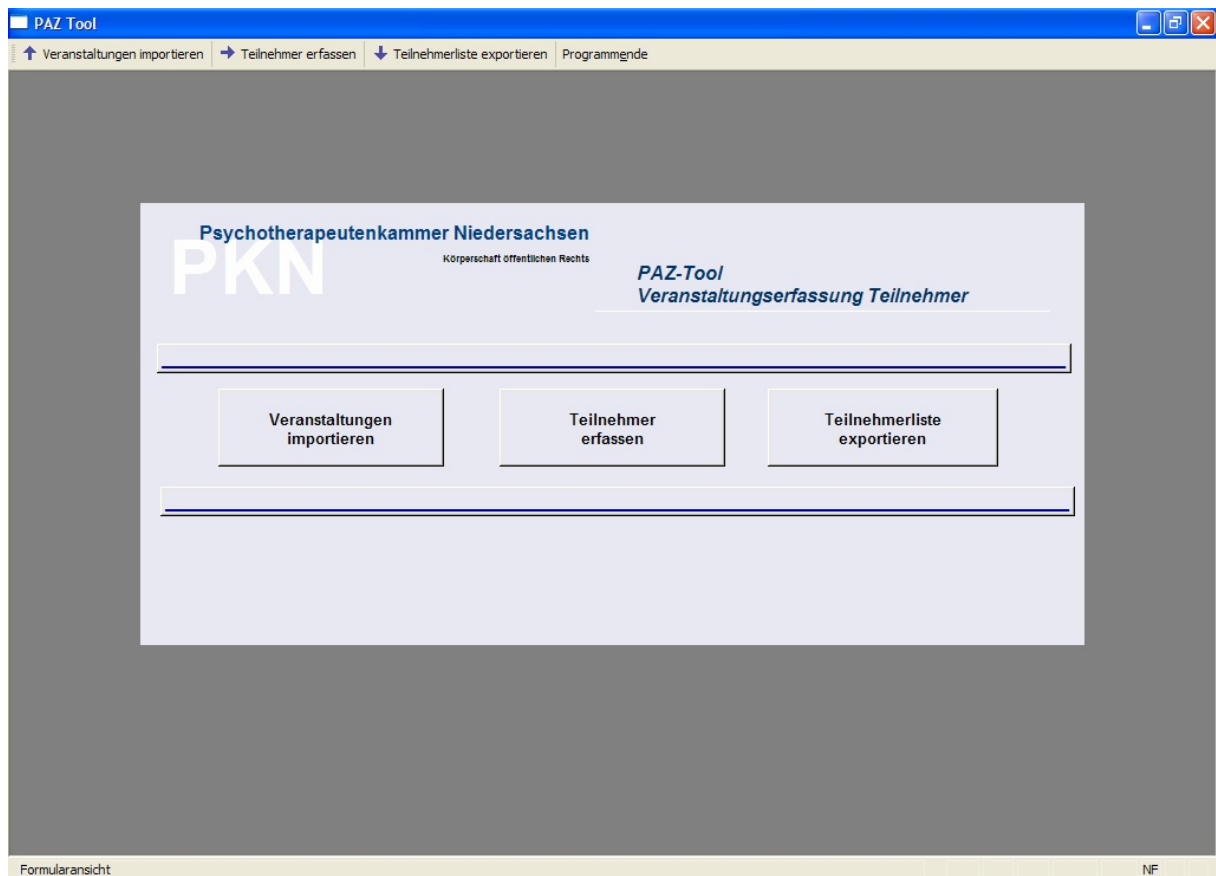 PAZ Tool
Veranstaltungen importieren Teilnehmer erfassen Teilnehmerliste exportieren Programmende
Psychotherapeutenkammer Niedersachsen
PKN
Körperschaft öffentlichen Rechts
PAZ-Tool
Veranstaltungserfassung Teilnehmer
Veranstaltungen
importieren
Teilnehmer
erfassen
Teilnehmerliste
exportieren
Formularansicht NF